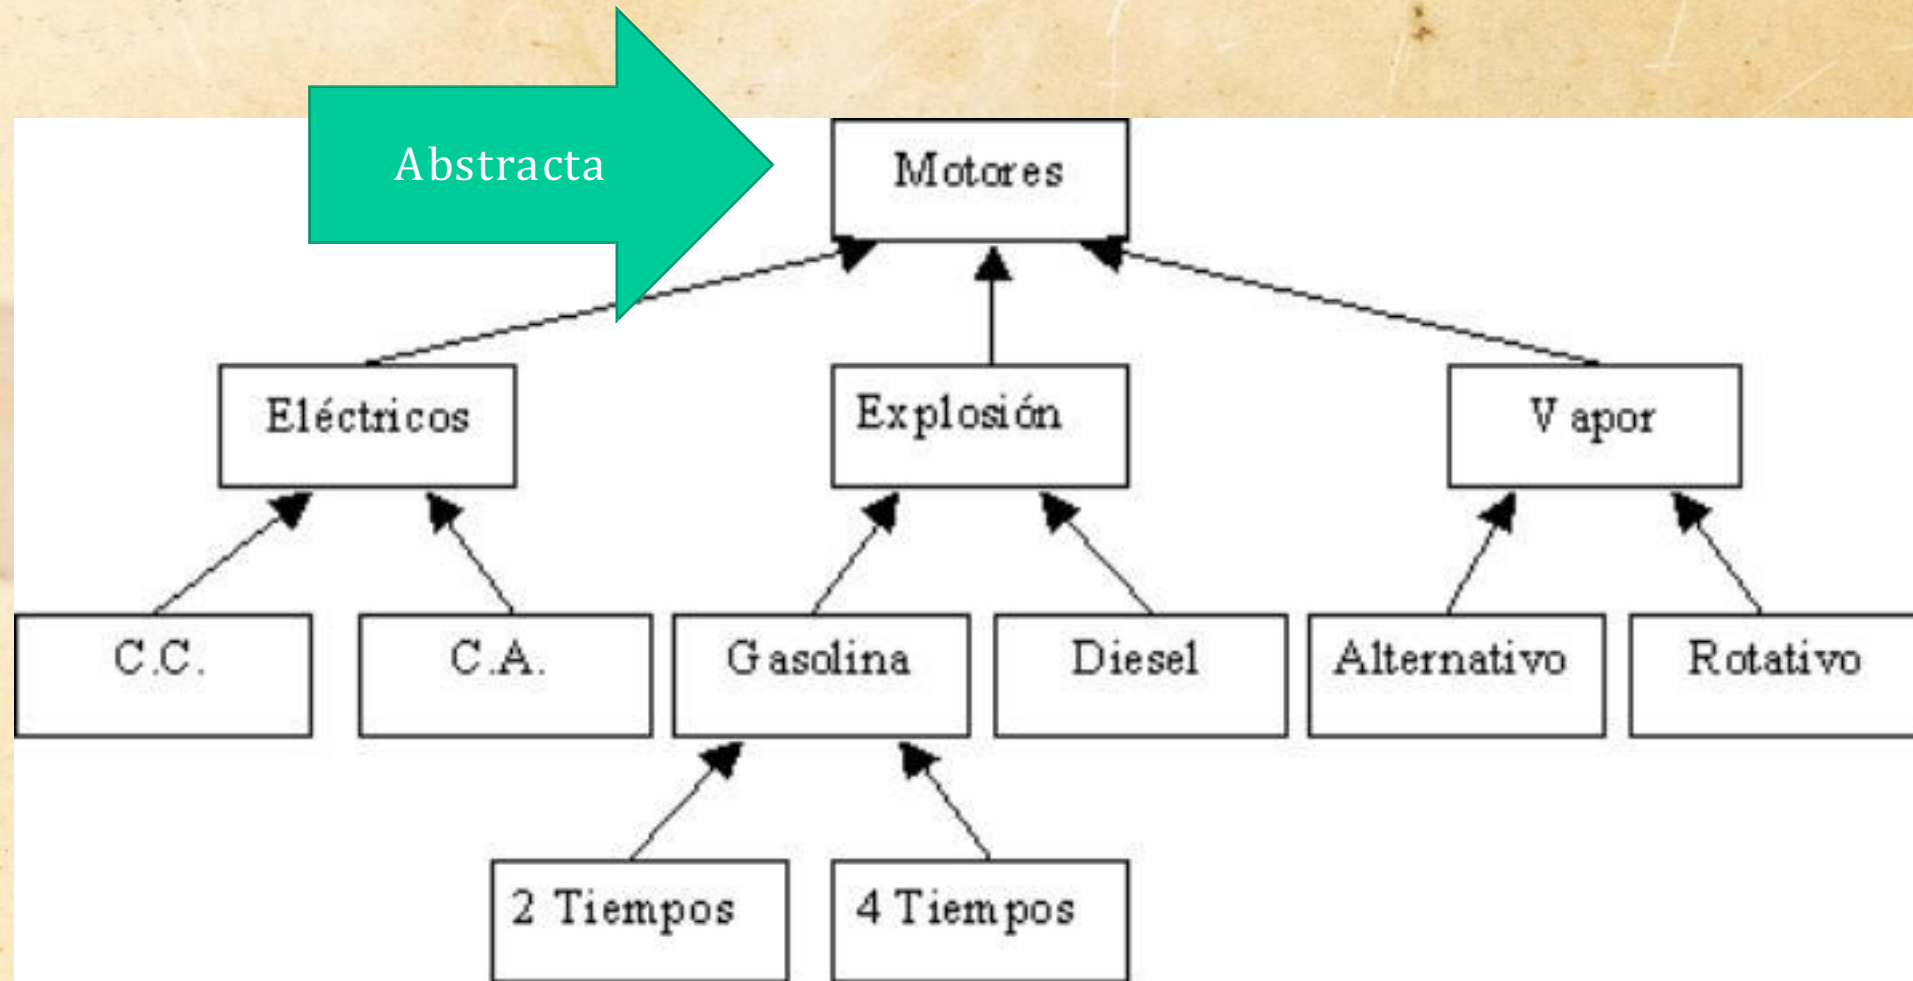 Abstracta
Motores
Eléctricos
Explosión
Vapor
C.C.
C.A.
Gasolina
Diesel
Alternativo
Rotativo
2 Tiempos
4 Tiempos